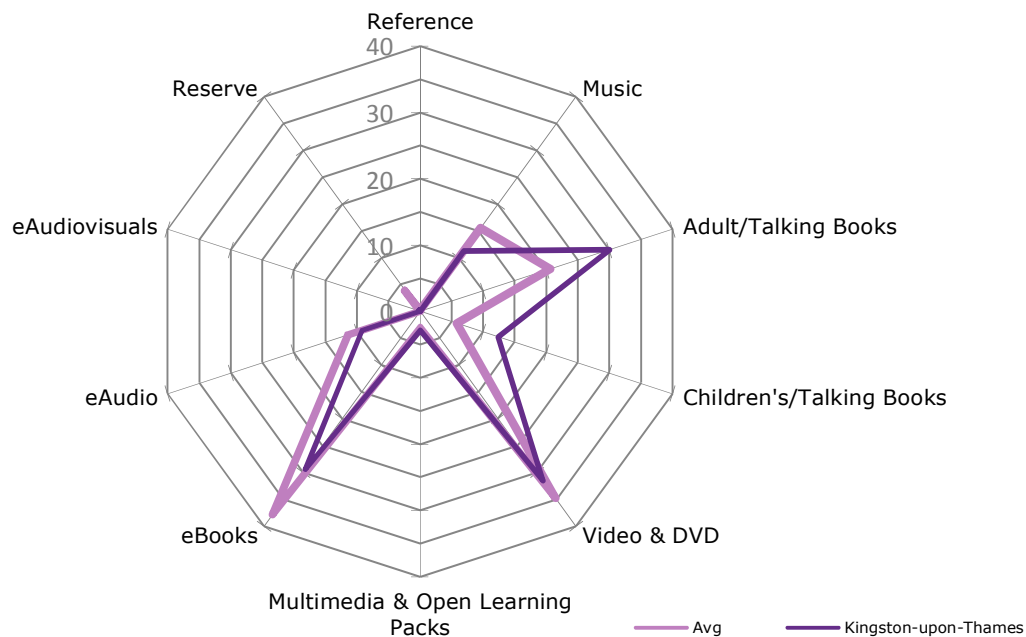 Reference
40
Reserve
Music
30
20
eAudiovisuals
Adult/Talking Books
10
0
eAudio
Children's/Talking Books
eBooks
Video & DVD
Multimedia & Open Learning
Packs
Avg
Kingston-upon-Thames